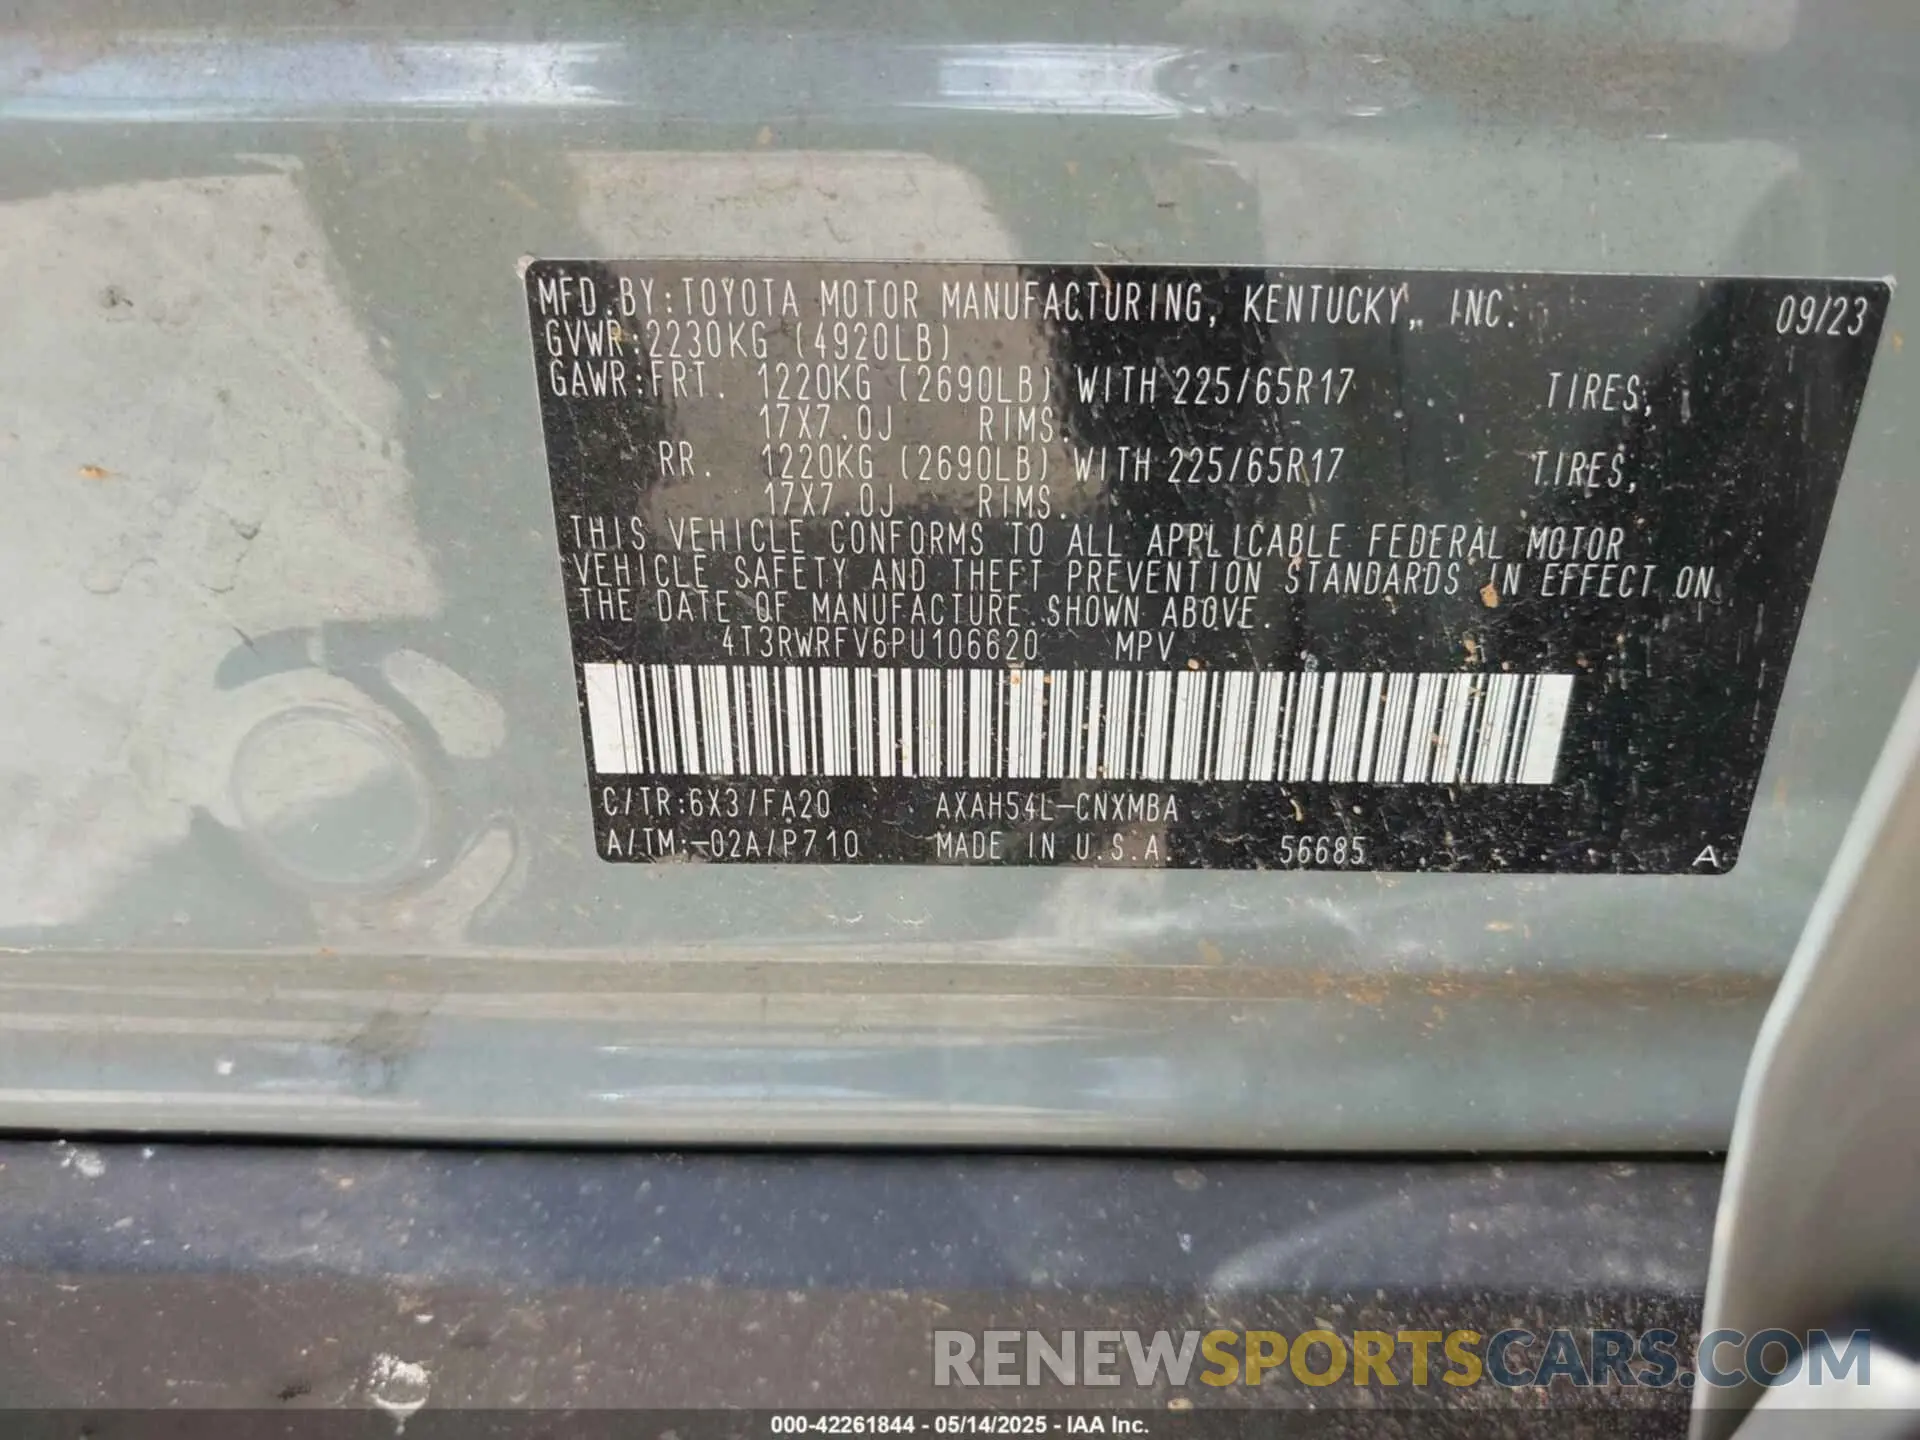 MFD.BY:TOYOTA MOTOR MANUFACTURING, KENTUCKY, INC. 09/23
GVWR:2230KG (4920LB)
GAWR:FRT. 1220KG (2690LB) WITH 225/65R17 TIRES,
17X7.0J RIMS.
RR. 1220KG (2690LB) WITH 225/65R17 TIRES,
17X7.0J RIMS.
THIS VEHICLE CONFORMS TO ALL APPLICABLE FEDERAL MOTOR
VEHICLE SAFETY AND THEFT PREVENTION STANDARDS IN EFFECT ON
THE DATE OF MANUFACTURE SHOWN ABOVE.
4T3RWRFV6PU106620 MPV
C/TR:6X3/FA20 AXAH54L-CNXMBA
A/TM:-02A/P710 MADE IN U.S.A. 56685 A
RENEWSPORTSCARS.COM
000-42261844 - 05/14/2025 - IAA Inc.